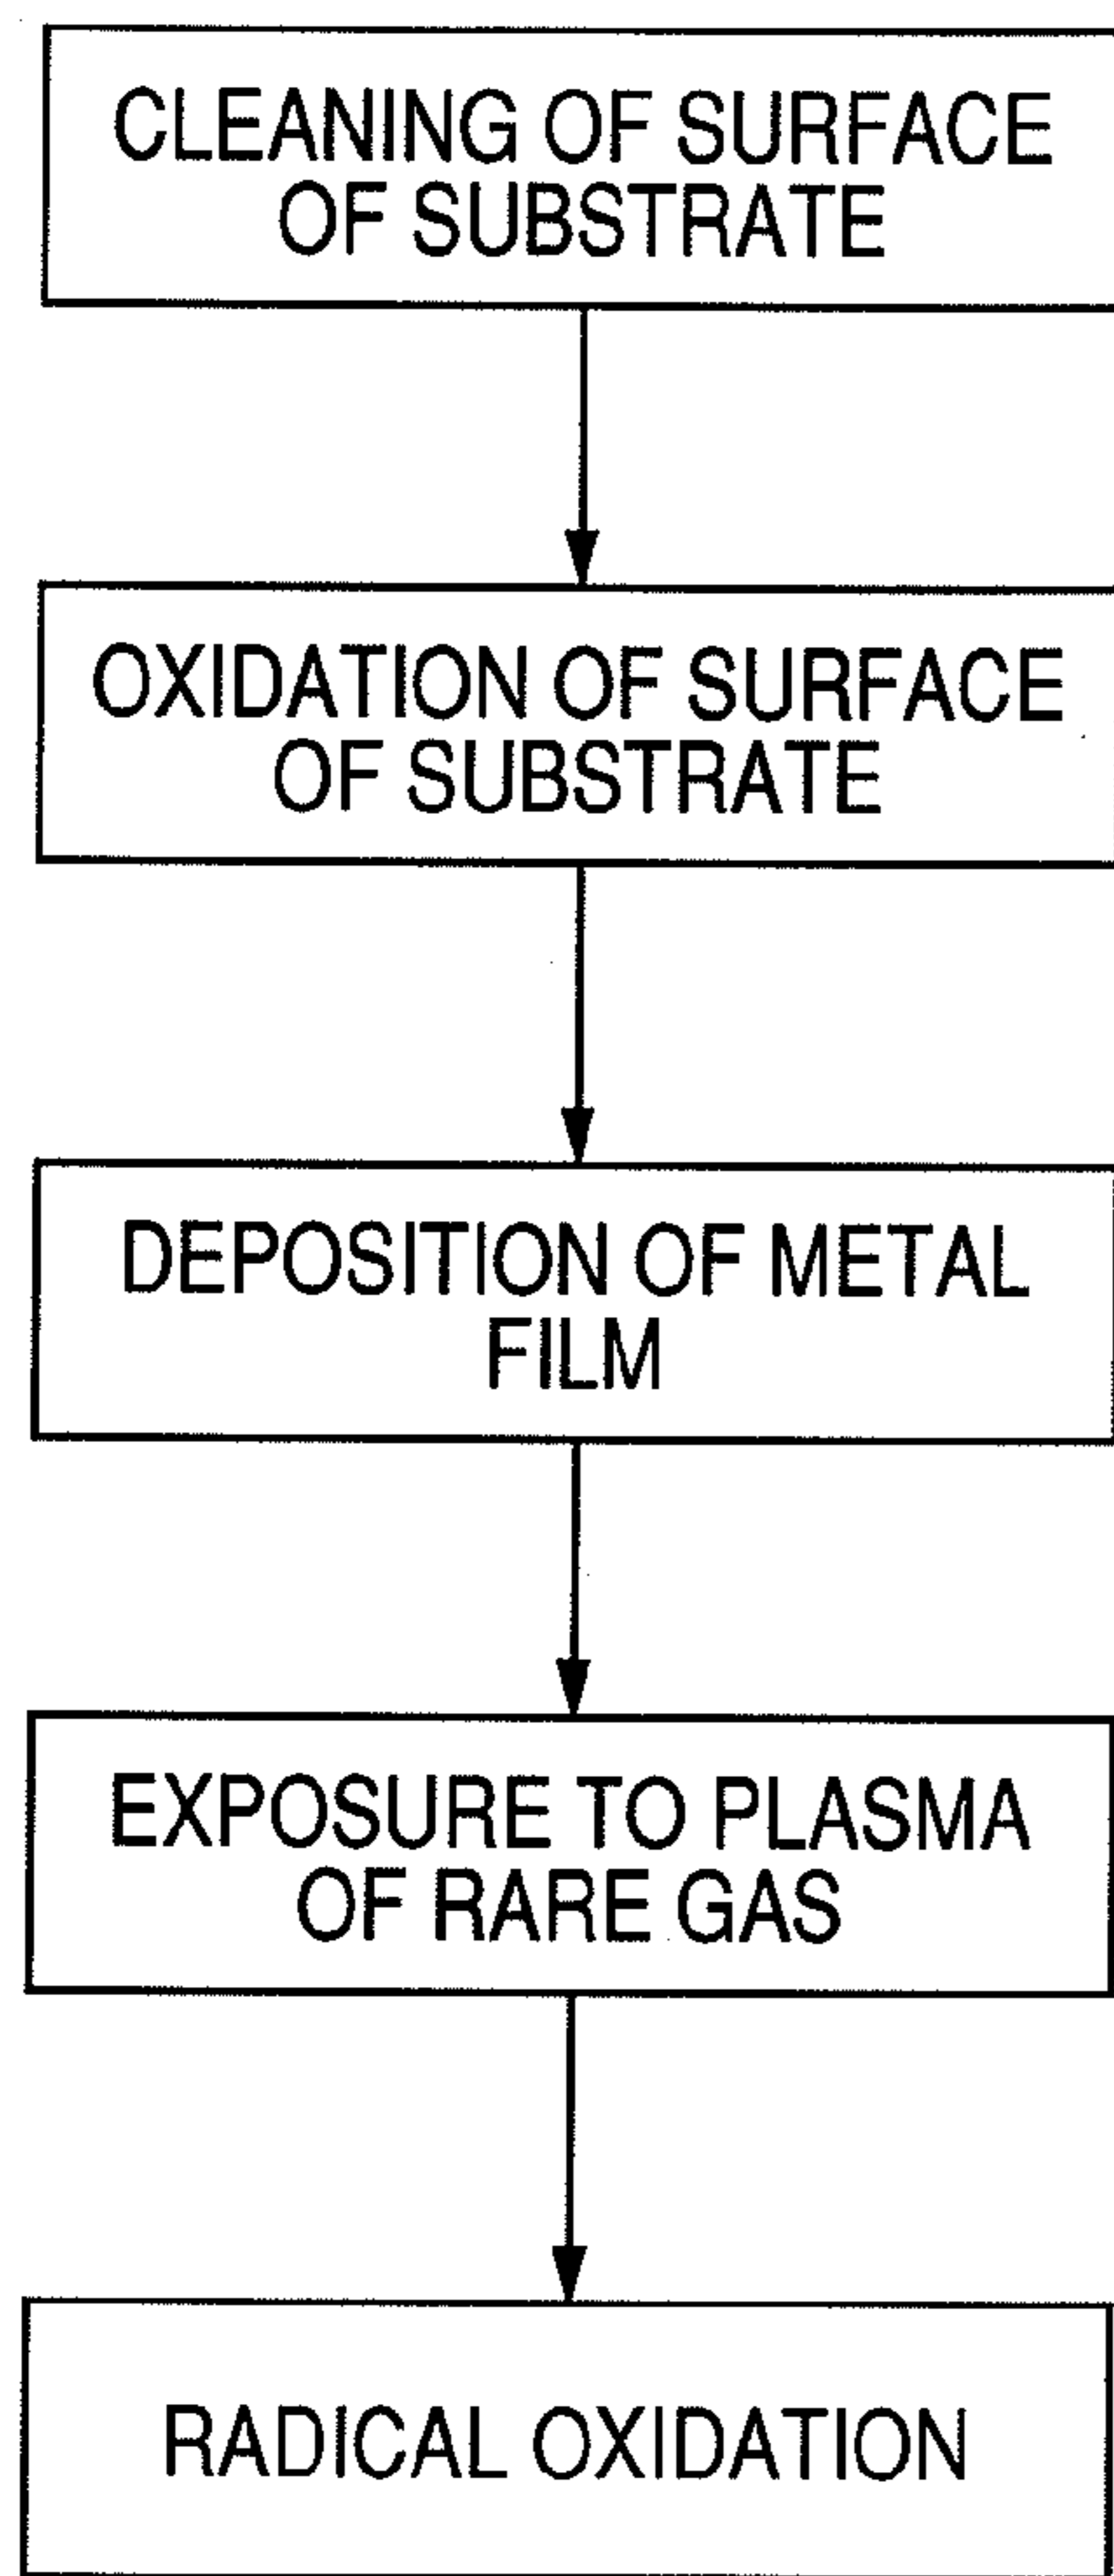 CLEANING OF SURFACE
OF SUBSTRATE
OXIDATION OF SURFACE
OF SUBSTRATE
DEPOSITION OF METAL
FILM
EXPOSURE TO PLASMA
OF RARE GAS
RADICAL OXIDATION